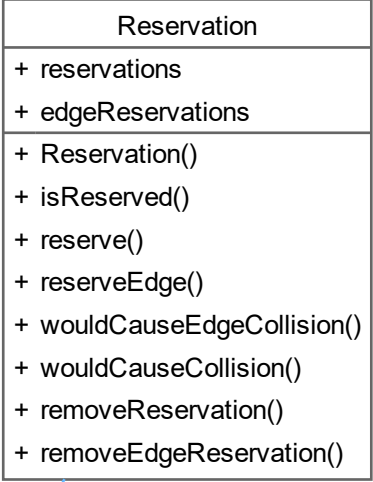 Reservation
+ reservations
+ edgeReservations
+ Reservation()
+ isReserved()
+ reserve()
+ reserveEdge()
+ wouldCauseEdgeCollision()
+ wouldCauseCollision()
+ removeReservation()
+ removeEdgeReservation()